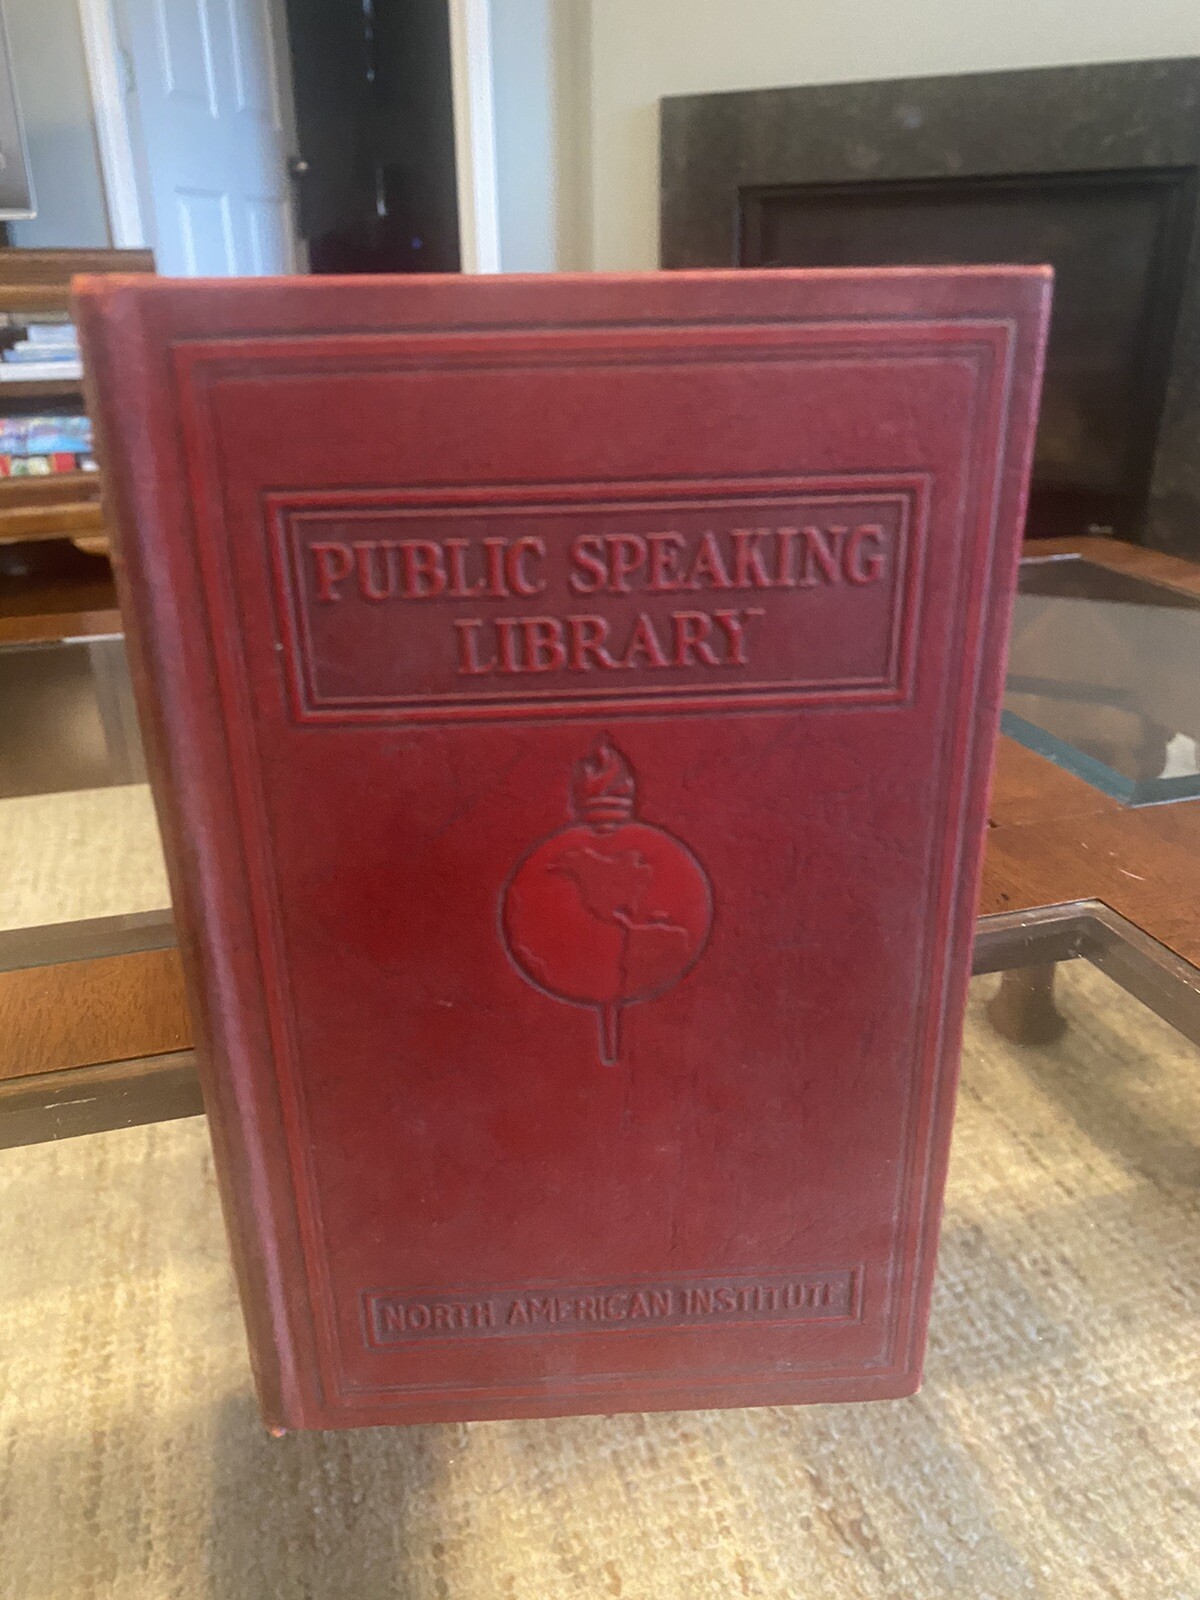 PUBLIC SPEAKING
LIBRARY
NORTH AMERICAN INSTITUTE